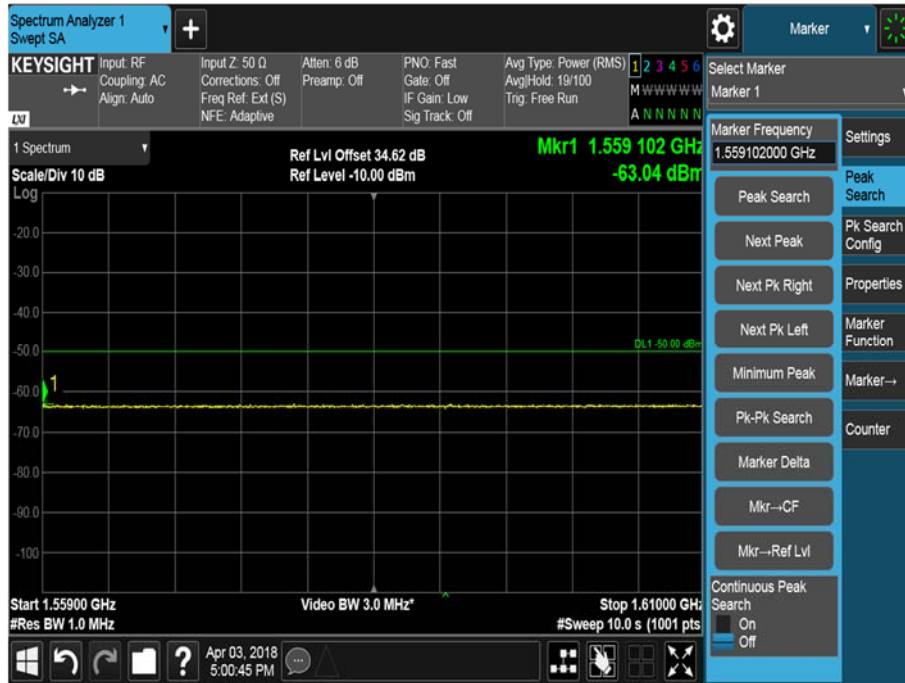 Spectrum Analyzer 1
Swept SA
+
Marker
KEYSIGHT
Input: RF
Coupling: AC
Align: Auto
Input Z: 50 Ω
Corrections: Off
Freq Ref: Ext (S)
NFE: Adaptive
Atten: 6 dB
Preamp: Off
PNO: Fast
Gate: Off
IF Gain: Low
Sig Track: Off
Avg Type: Power (RMS)
Avg|Hold: 19/100
Trig: Free Run
1 2 3 4 5 6
M W W W W W
A N N N N N
LXI
Select Marker
Marker 1
1 Spectrum
Scale/Div 10 dB
Log
Ref Lvl Offset 34.62 dB
Ref Level -10.00 dBm
Mkr1 1.559 102 GHz
-63.04 dBm
-20.0
-30.0
-40.0
-50.0
DL1 -50.00 dBm
-60.0
1
-70.0
-80.0
-90.0
-100
Start 1.55900 GHz
#Res BW 1.0 MHz
Video BW 3.0 MHz*
Stop 1.61000 GHz
#Sweep 10.0 s (1001 pts
Marker Frequency
1.559102000 GHz
Peak Search
Next Peak
Next Pk Right
Next Pk Left
Minimum Peak
Pk-Pk Search
Marker Delta
Mkr→CF
Mkr→Ref Lvl
Continuous Peak
Search
On
Off
Settings
Peak
Search
Pk Search
Config
Properties
Marker
Function
Marker→
Counter
?
Apr 03, 2018
5:00:45 PM